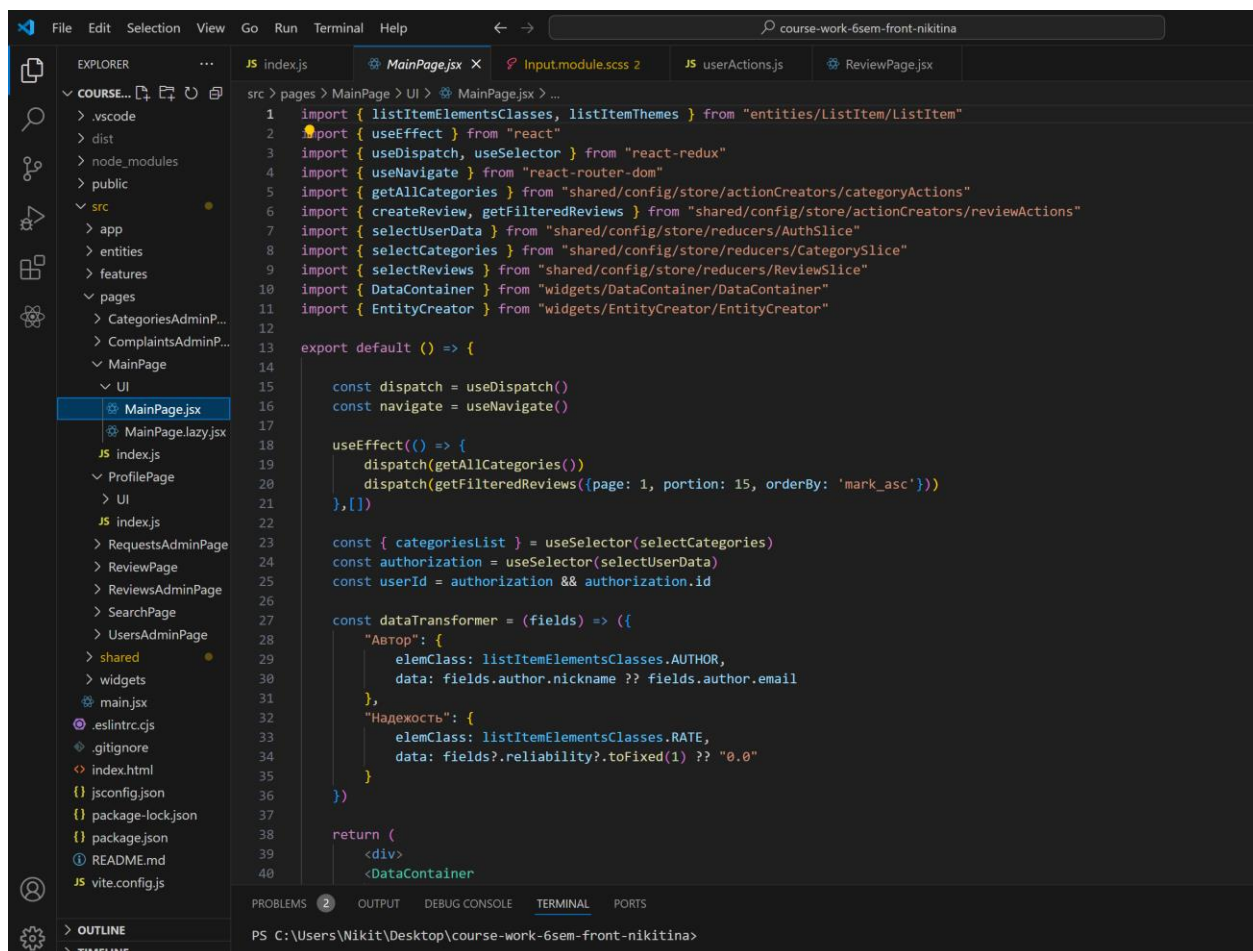 File Edit Selection View Go Run Terminal Help
course-work-6sem-front-nikitina
EXPLORER
COURSE...
> .vscode
> dist
> node_modules
> public
src
> app
> entities
> features
pages
> CategoriesAdminP...
> ComplaintsAdminP...
MainPage
UI
MainPage.jsx
MainPage.lazy.jsx
JS index.js
ProfilePage
> UI
JS index.js
> RequestsAdminPage
> ReviewPage
> ReviewsAdminPage
> SearchPage
> UsersAdminPage
> shared
> widgets
main.jsx
.eslintrc.cjs
.gitignore
<> index.html
{} jsconfig.json
{} package-lock.json
{} package.json
README.md
JS vite.config.js
> OUTLINE
> TIMELINE
JS index.js MainPage.jsx Input.module.scss 2 JS userActions.js ReviewPage.jsx
src > pages > MainPage > UI > MainPage.jsx > ...
1 import { listItemElementsClasses, listItemThemes } from "entities/ListItem/ListItem"
2 import { useEffect } from "react"
3 import { useDispatch, useSelector } from "react-redux"
4 import { useNavigate } from "react-router-dom"
5 import { getAllCategories } from "shared/config/store/actionCreators/categoryActions"
6 import { createReview, getFilteredReviews } from "shared/config/store/actionCreators/reviewActions"
7 import { selectUserData } from "shared/config/store/reducers/AuthSlice"
8 import { selectCategories } from "shared/config/store/reducers/CategorySlice"
9 import { selectReviews } from "shared/config/store/reducers/ReviewSlice"
10 import { DataContainer } from "widgets/DataContainer/DataContainer"
11 import { EntityCreator } from "widgets/EntityCreator/EntityCreator"
12
13 export default () => {
14
15 const dispatch = useDispatch()
16 const navigate = useNavigate()
17
18 useEffect(() => {
19 dispatch(getAllCategories())
20 dispatch(getFilteredReviews({page: 1, portion: 15, orderBy: 'mark_asc'}))
21 },[])
22
23 const { categoriesList } = useSelector(selectCategories)
24 const authorization = useSelector(selectUserData)
25 const userId = authorization && authorization.id
26
27 const dataTransformer = (fields) => ({
28 "Автор": {
29 elemClass: listItemElementsClasses.AUTHOR,
30 data: fields.author.nickname ?? fields.author.email
31 },
32 "Надежость": {
33 elemClass: listItemElementsClasses.RATE,
34 data: fields?.reliability?.toFixed(1) ?? "0.0"
35 }
36 })
37
38 return (
39 <div>
40 <DataContainer
PROBLEMS 2 OUTPUT DEBUG CONSOLE TERMINAL PORTS
PS C:\Users\Nikit\Desktop\course-work-6sem-front-nikitina>